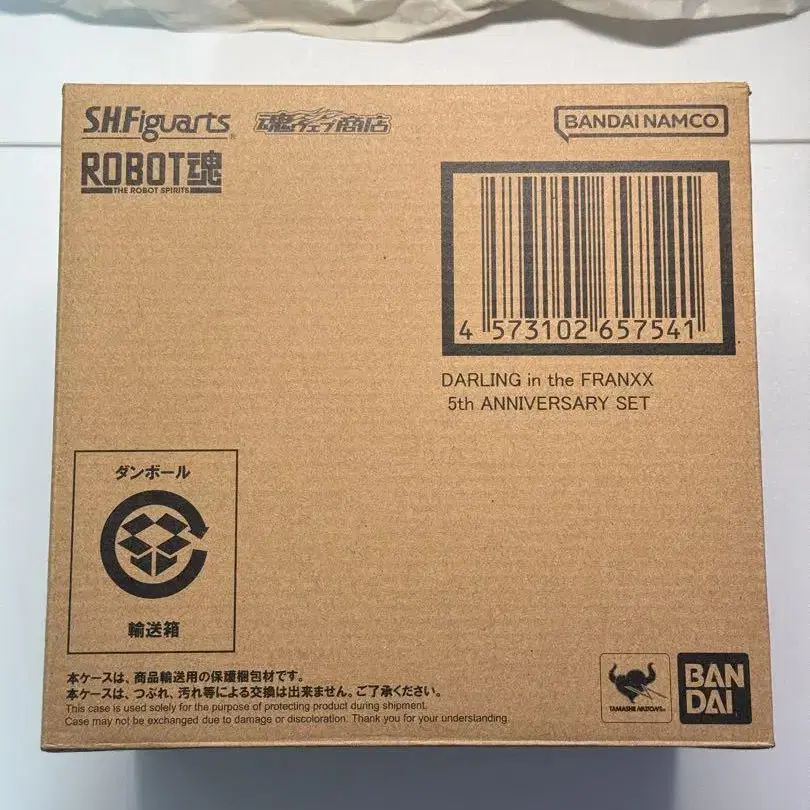 S.H.Figuarts
魂ウェブ商店
BANDAI NAMCO
ROBOT魂
THE ROBOT SPIRITS
4 573102 657541
DARLING in the FRANXX
5th ANNIVERSARY SET
ダンボール
輸送箱
本ケースは、商品輸送用の保護梱包材です。
本ケースは、つぶれ、汚れ等による交換は出来ません。ご了承ください。
This case is used solely for the purpose of protecting product during shipment.
Case may not be exchanged due to damage or discoloration. Thank you for your understanding.
TAMASHII NATIONS
BAN
DAI